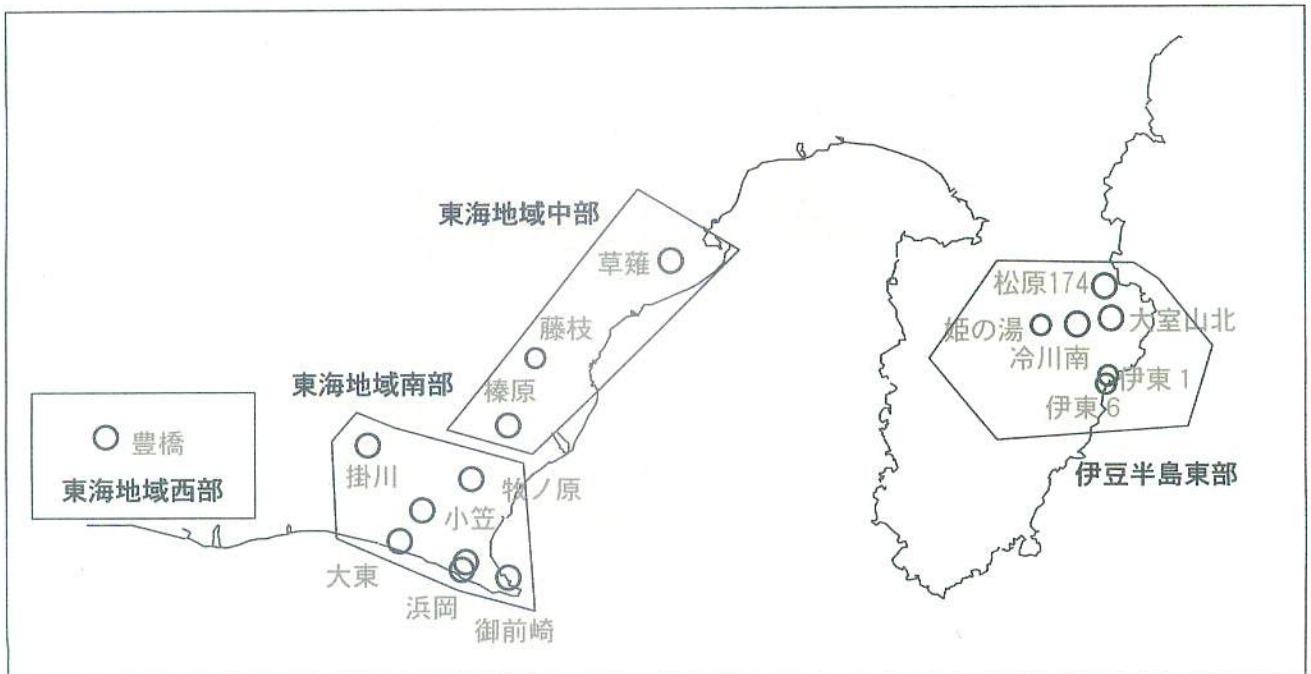 東海地域中部
草薙
藤枝
榛原
東海地域南部
掛川
牧ノ原
小笠
大東
浜岡
御前崎
豊橋
東海地域西部
松原174
姫の湯
大室山北
冷川南
伊東1
伊東6
伊豆半島東部